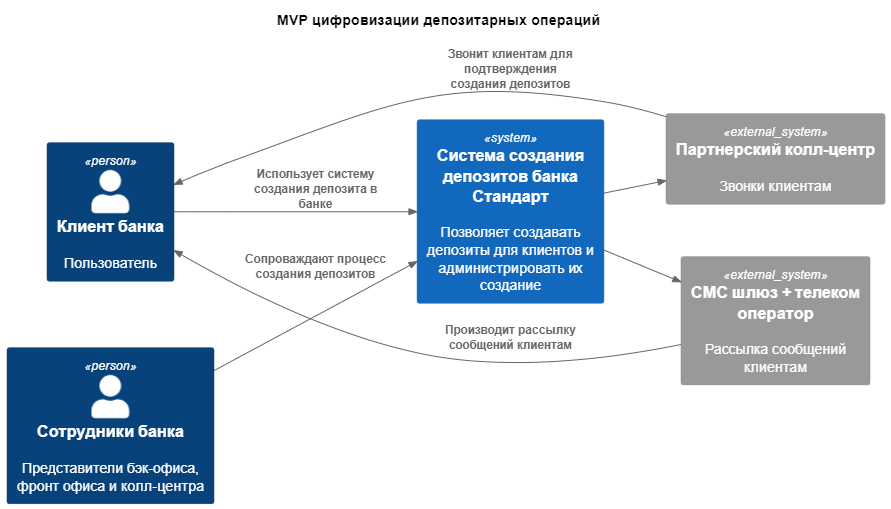 MVP цифровизации депозитарных операций
Звонит клиентам для
подтверждения
создания депозитов
«person»
Клиент банка
Пользователь
Использует систему
создания депозита в
банке
«system»
Система создания
депозитов банка
Стандарт
Позволяет создавать
депозиты для клиентов и
администрировать их
создание
«external_system»
Партнерский колл-центр
Звонки клиентам
Сопроваждают процесс
создания депозитов
«external_system»
СМС шлюз + телеком
оператор
Рассылка сообщений
клиентам
Производит рассылку
сообщений клиентам
«person»
Сотрудники банка
Представители бэк-офиса,
фронт офиса и колл-центра